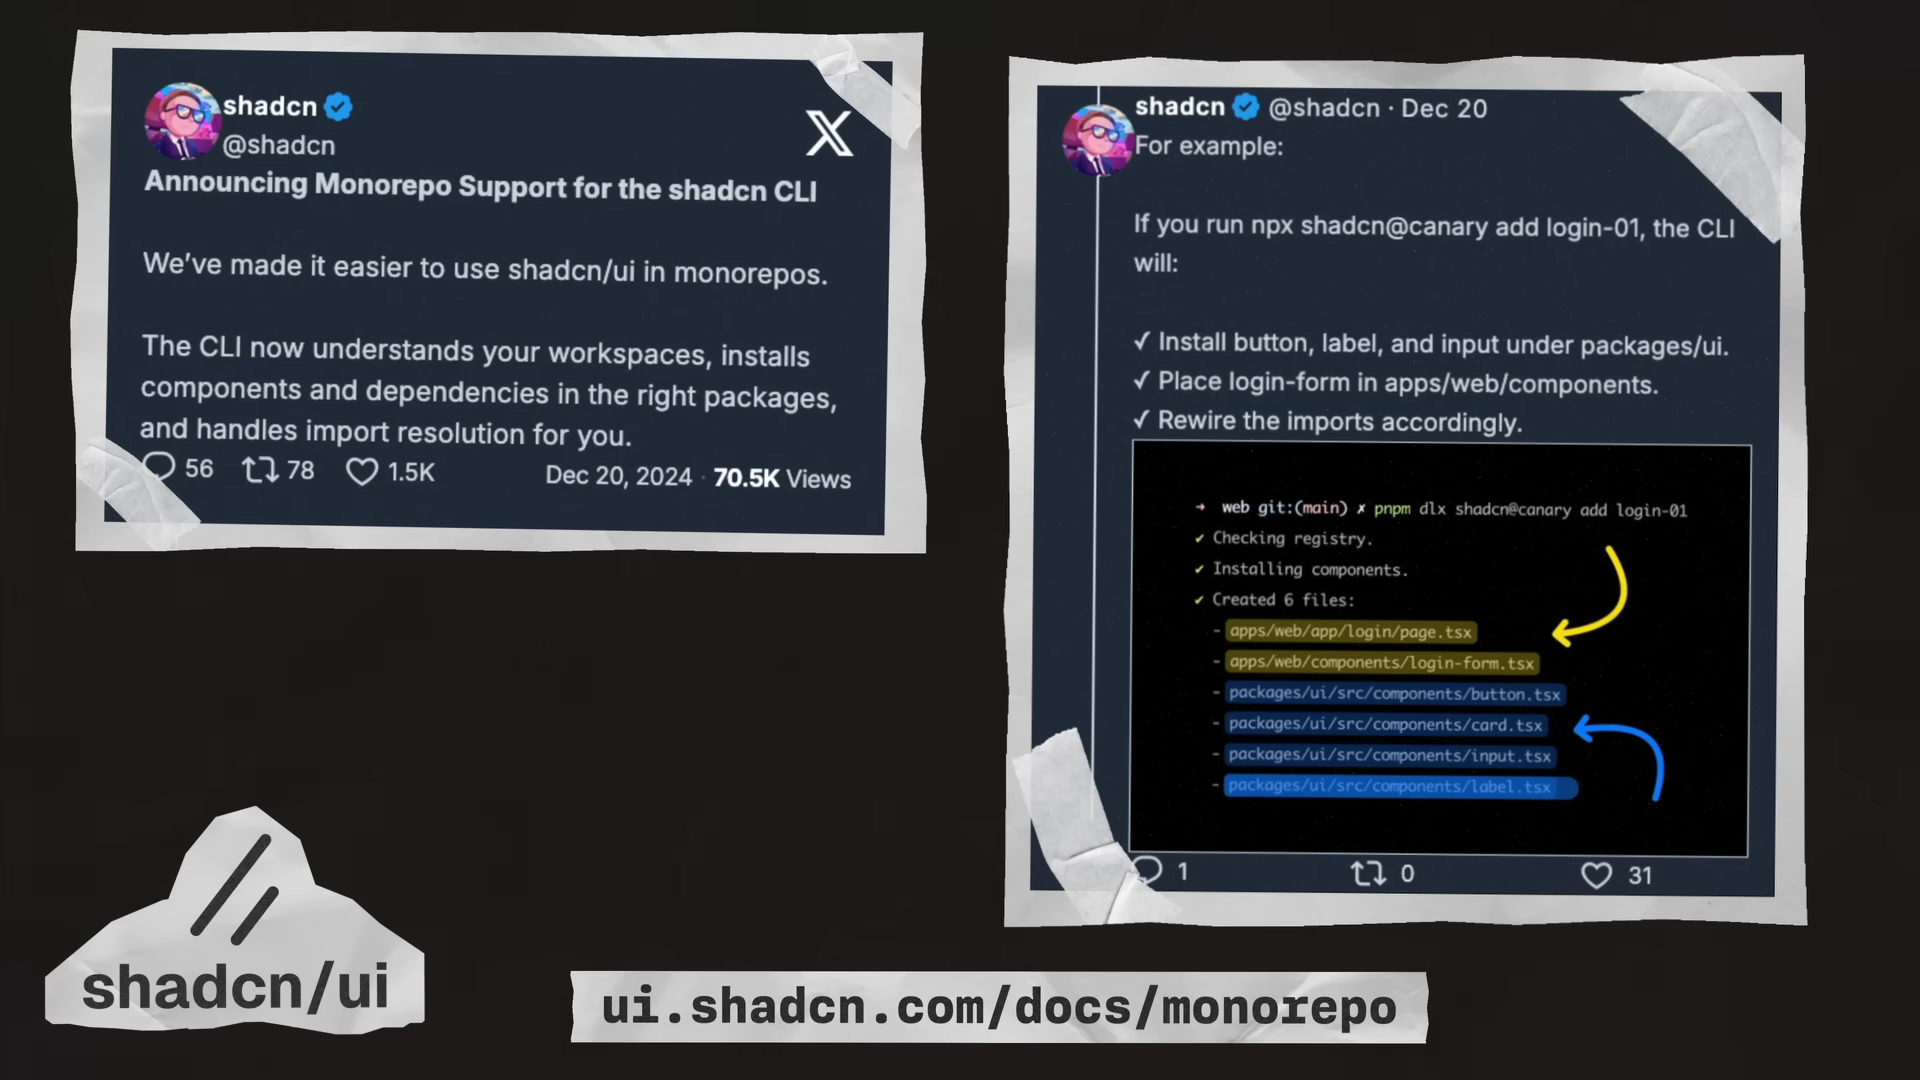 shadcn
@shadcn
Announcing Monorepo Support for the shadcn CLI
We’ve made it easier to use shadcn/ui in monorepos.
The CLI now understands your workspaces, installs
components and dependencies in the right packages,
and handles import resolution for you.
56 78 1.5K Dec 20, 2024 · 70.5K Views
shadcn @shadcn · Dec 20
For example:
If you run npx shadcn@canary add login-01, the CLI
will:
✓ Install button, label, and input under packages/ui.
✓ Place login-form in apps/web/components.
✓ Rewire the imports accordingly.
➜ web git:(main) ✗ pnpm dlx shadcn@canary add login-01
✔ Checking registry.
✔ Installing components.
✔ Created 6 files:
- apps/web/app/login/page.tsx
- apps/web/components/login-form.tsx
- packages/ui/src/components/button.tsx
- packages/ui/src/components/card.tsx
- packages/ui/src/components/input.tsx
- packages/ui/src/components/label.tsx
1 0 31
shadcn/ui
ui.shadcn.com/docs/monorepo